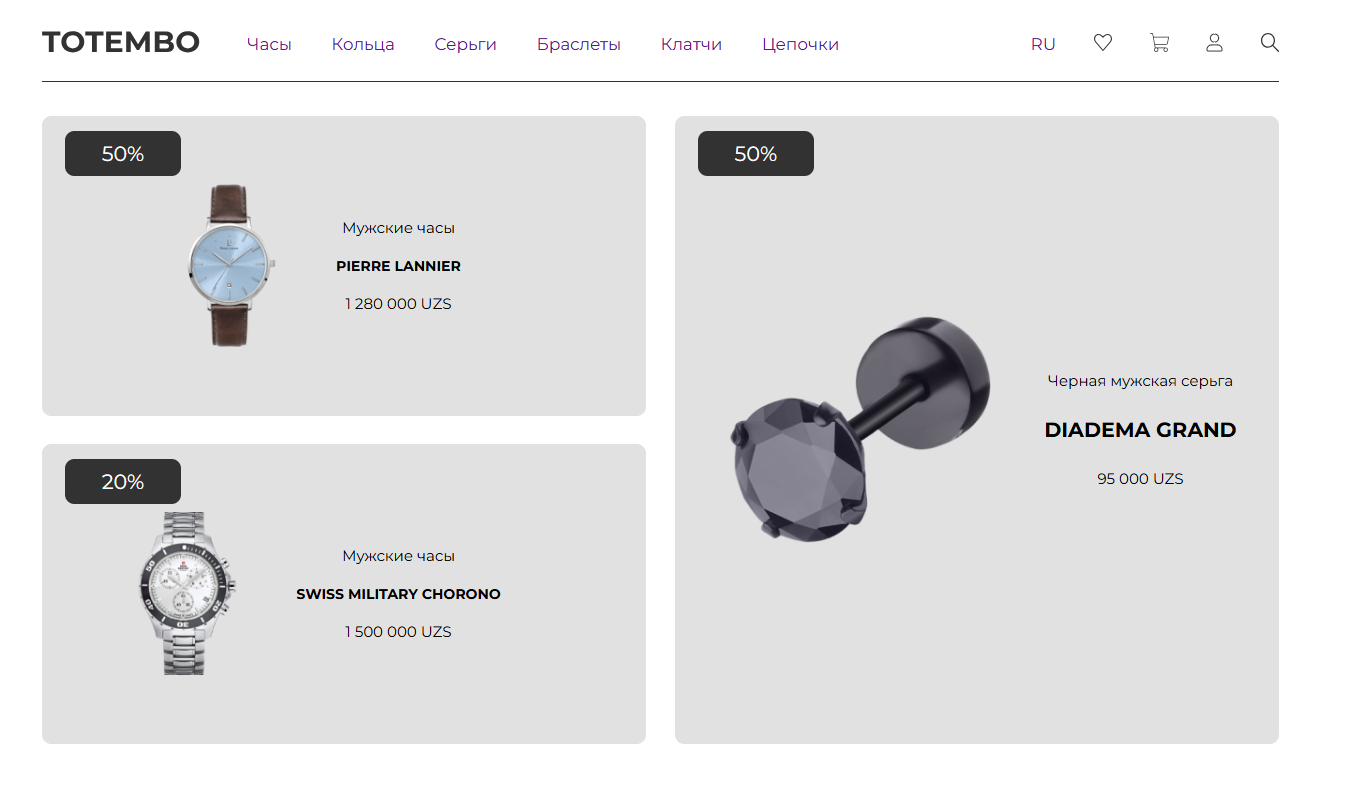 TOTEMBO Часы Кольца Серьги Браслеты Клатчи Цепочки RU
50%
Мужские часы
PIERRE LANNIER
1 280 000 UZS
20%
Мужские часы
SWISS MILITARY CHORONO
1 500 000 UZS
50%
Черная мужская серьга
DIADEMA GRAND
95 000 UZS